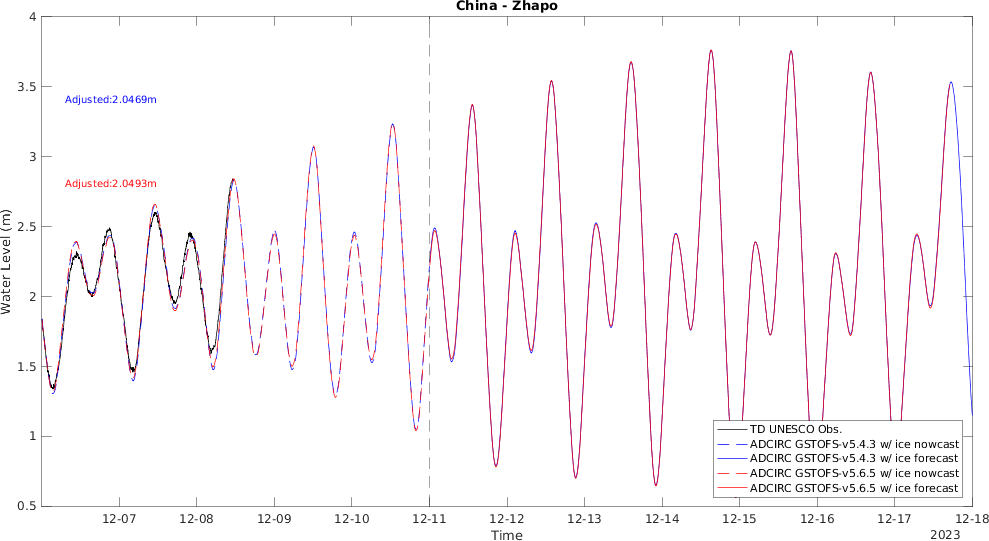 China - Zhapo
4
3.5
3
2.5
2
1.5
1
0.5
Water Level (m)
Adjusted:2.0469m
Adjusted:2.0493m
TD UNESCO Obs.
ADCIRC GSTOFS-v5.4.3 w/ ice nowcast
ADCIRC GSTOFS-v5.4.3 w/ ice forecast
ADCIRC GSTOFS-v5.6.5 w/ ice nowcast
ADCIRC GSTOFS-v5.6.5 w/ ice forecast
12-07 12-08 12-09 12-10 12-11 12-12 12-13 12-14 12-15 12-16 12-17 12-18
Time
2023